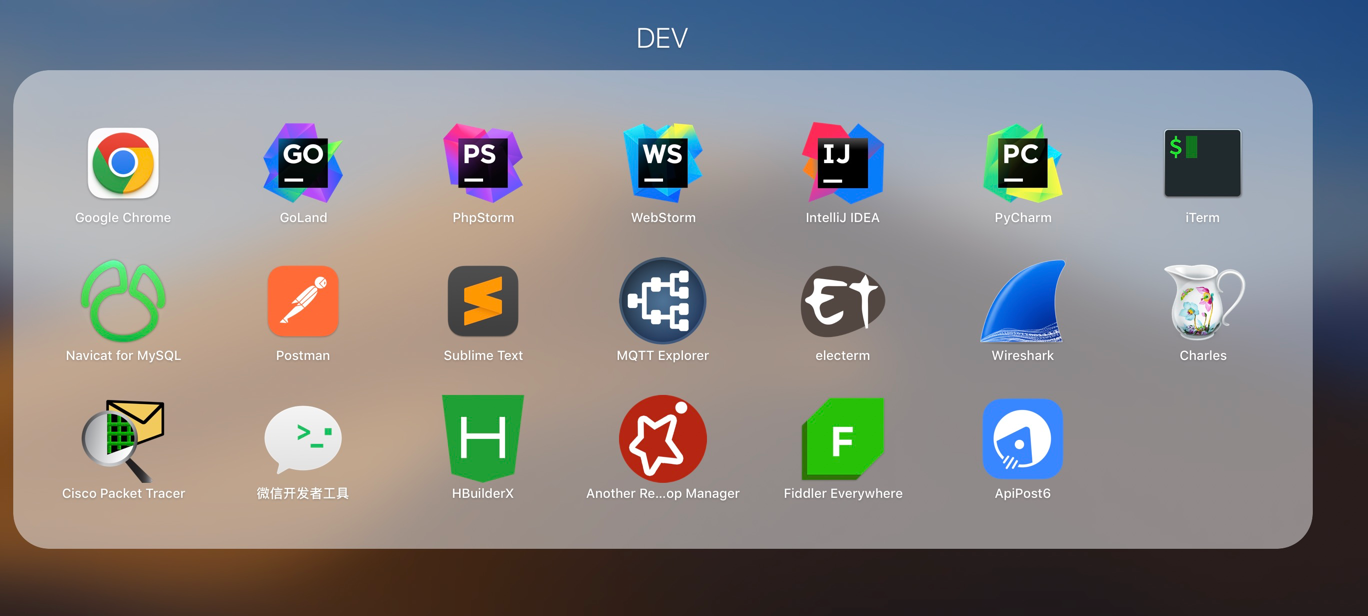 DEV
GO
PS
WS
IJ
PC
$
Google Chrome
GoLand
PhpStorm
WebStorm
IntelliJ IDEA
PyCharm
iTerm
Et
Navicat for MySQL
Postman
Sublime Text
MQTT Explorer
electerm
Wireshark
Charles
>_
H
F
Cisco Packet Tracer
微信开发者工具
HBuilderX
Another Re...op Manager
Fiddler Everywhere
ApiPost6